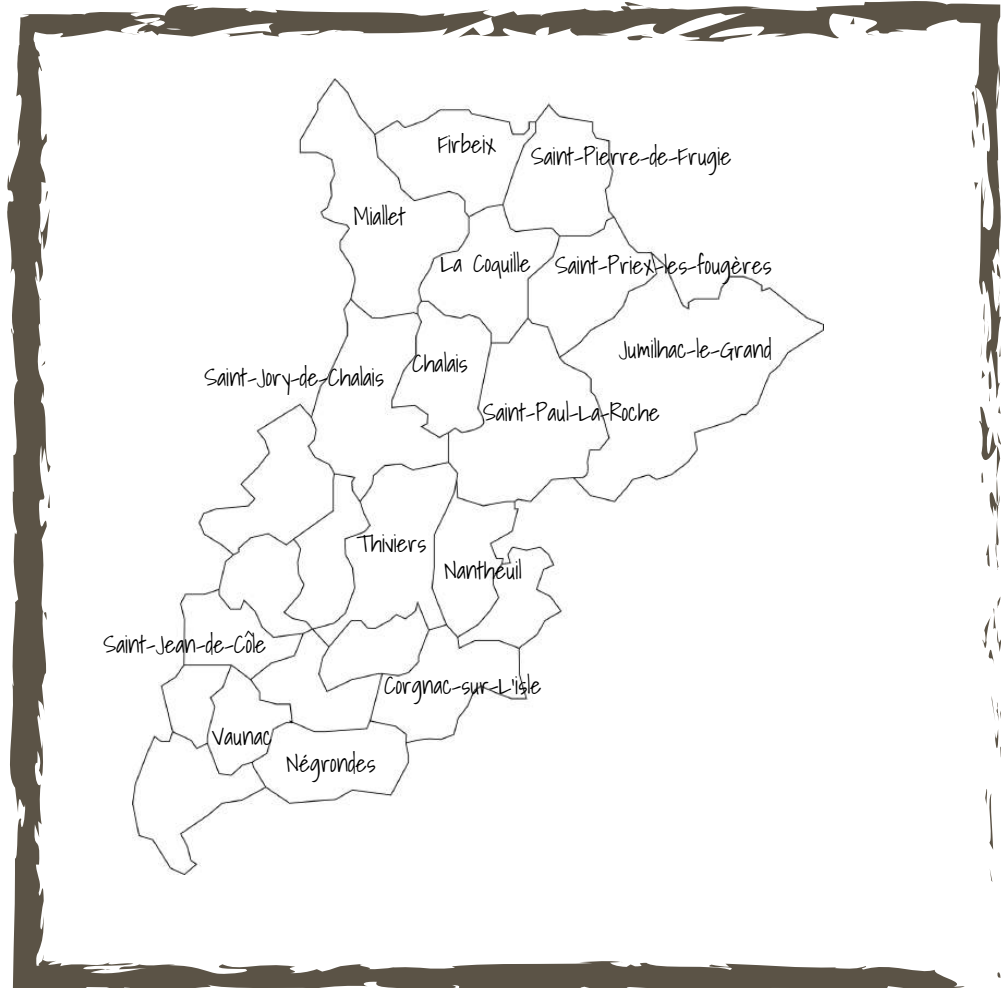 Firbeix
Saint-Pierre-de-Frugie
Miallet
La Coquille
Saint-Priex-les-fougères
Jumilhac-le-Grand
Chalais
Saint-Jory-de-Chalais
Saint-Paul-La-Roche
Thiviers
Nantheuil
Saint-Jean-de-Côle
Corgnac-sur-L'isle
Vaunac
Négrondes